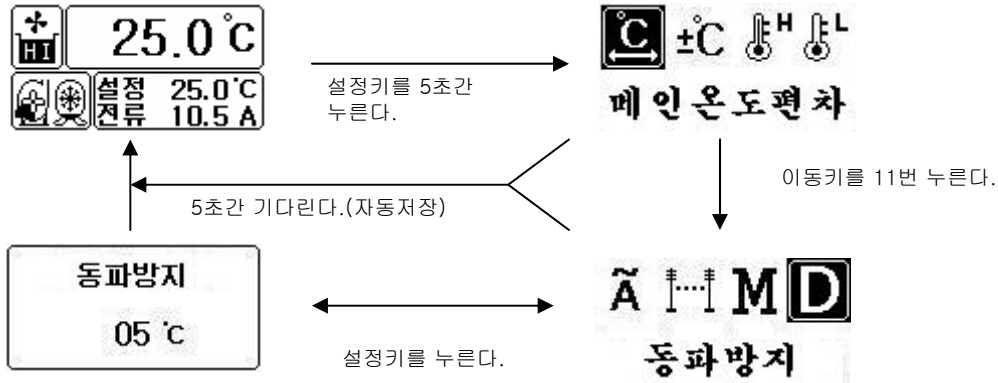 HI
25.0℃
설정 25.0℃
전류 10.5 A
설정키를 5초간
누른다.
℃ ±℃ H L
메인온도편차
이동키를 11번 누른다.
5초간 기다린다.(자동저장)
동파방지
05 ℃
설정키를 누른다.
Ã M D
동파방지